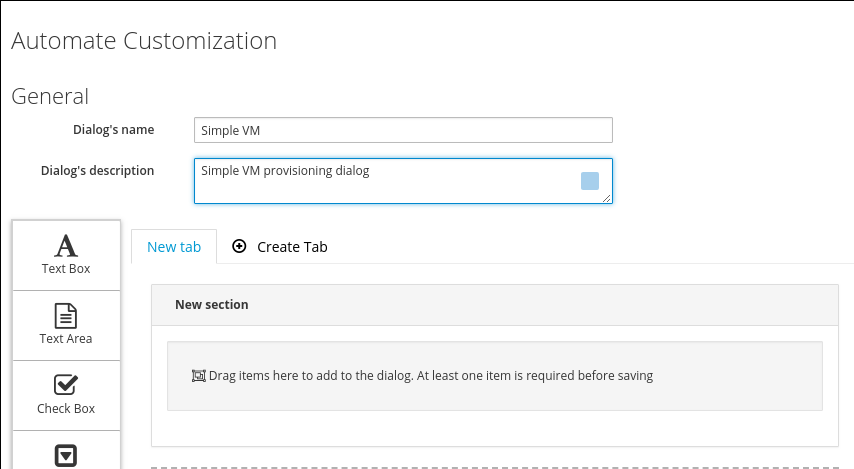 Automate Customization
General
Dialog's name
Simple VM
Dialog's description
Simple VM provisioning dialog
Text Box
Text Area
Check Box
New tab
Create Tab
New section
Drag items here to add to the dialog. At least one item is required before saving